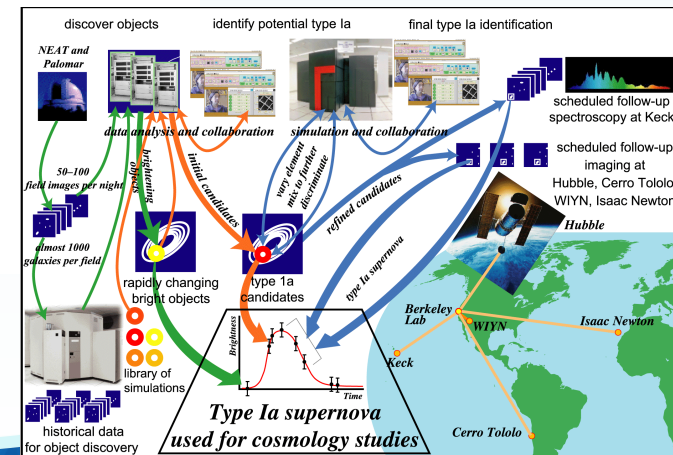 discover objects
identify potential type Ia
final type Ia identification
NEAT and
Palomar
data analysis and collaboration
simulation and collaboration
scheduled follow-up
spectroscopy at Keck
scheduled follow-up
imaging at
Hubble, Cerro Tololo,
WIYN, Isaac Newton
Hubble
50–100
field images per night
brightening
objects
initial candidates
vary element
mix to further
discriminate
refined candidates
type Ia supernova
almost 1000
galaxies per field
rapidly changing
bright objects
type 1a
candidates
library of
simulations
historical data
for object discovery
Brightness
Time
Type Ia supernova
used for cosmology studies
Berkeley
Lab
WIYN
Isaac Newton
Keck
Cerro Tololo